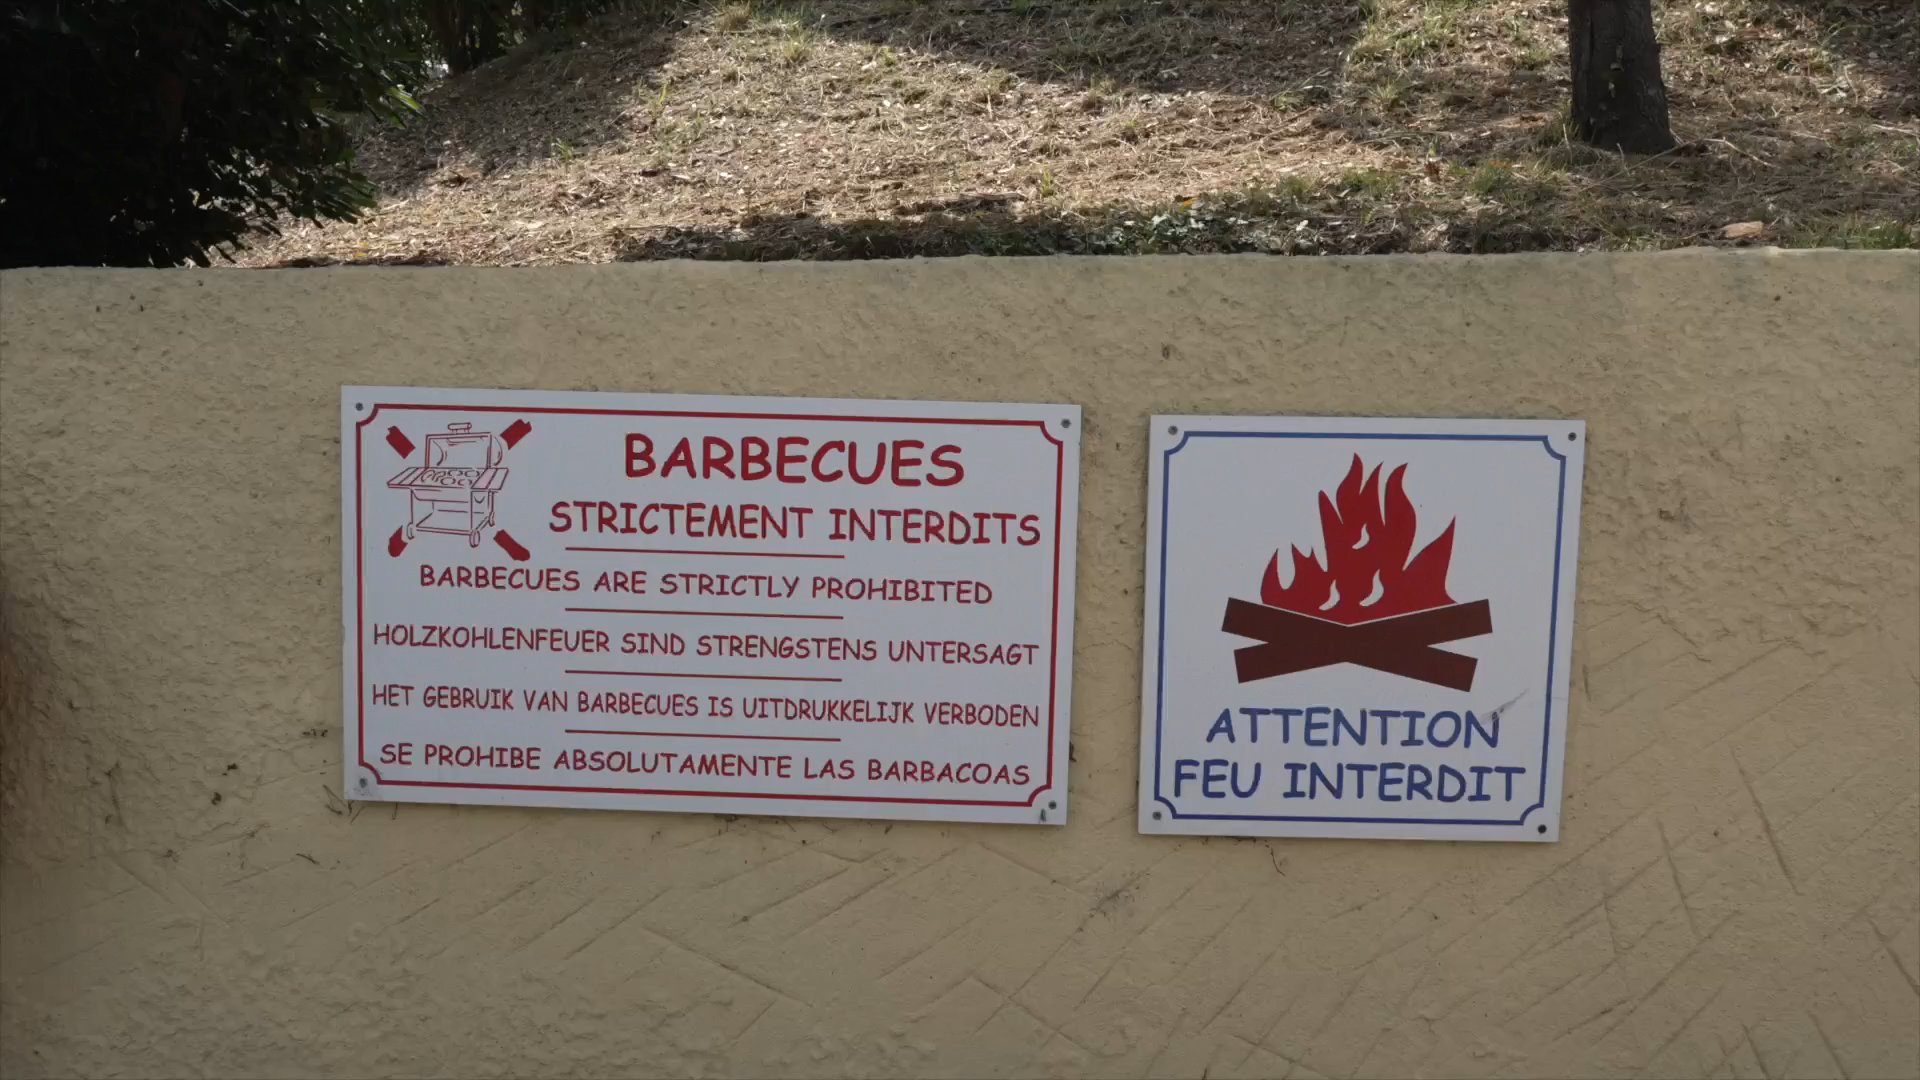 BARBECUES
STRICTEMENT INTERDITS
BARBECUES ARE STRICTLY PROHIBITED
HOLZKOHLENFEUER SIND STRENGSTENS UNTERSAGT
HET GEBRUIK VAN BARBECUES IS UITDRUKKELIJK VERBODEN
SE PROHIBE ABSOLUTAMENTE LAS BARBACOAS
ATTENTION
FEU INTERDIT